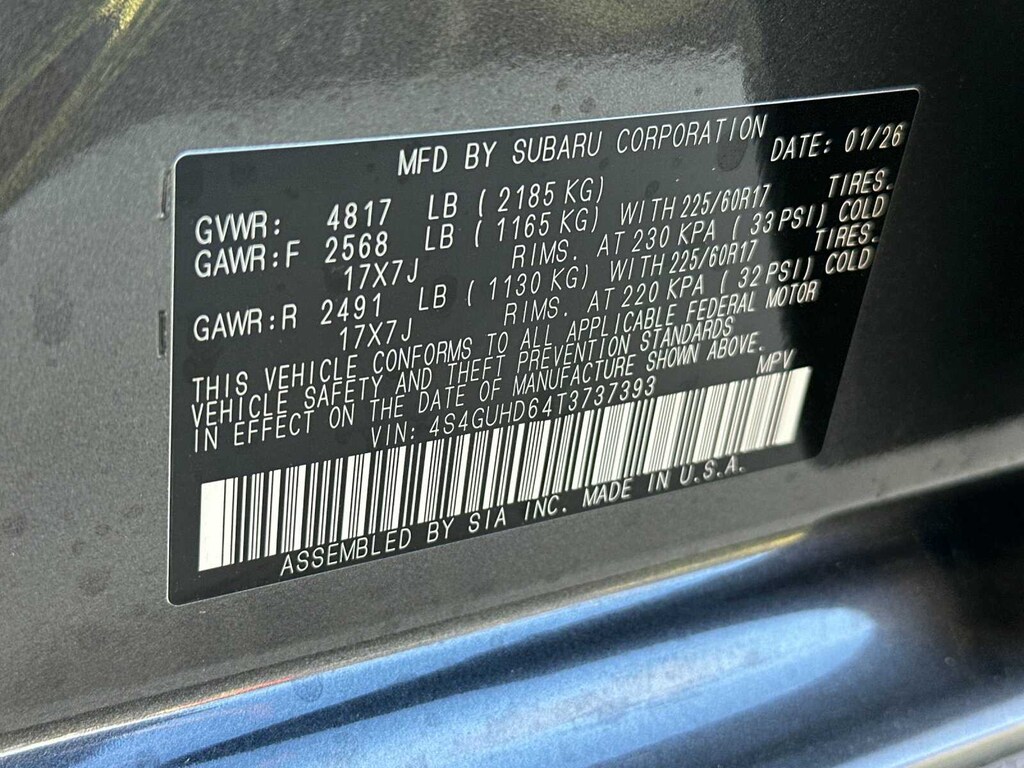 MFD BY SUBARU CORPORATION DATE: 01/26
GVWR: 4817 LB ( 2185 KG)
GAWR:F 2568 LB ( 1165 KG) WITH 225/60R17 TIRES.
17X7J RIMS. AT 230 KPA ( 33 PSI) COLD
GAWR:R 2491 LB ( 1130 KG) WITH 225/60R17 TIRES.
17X7J RIMS. AT 220 KPA ( 32 PSI) COLD
THIS VEHICLE CONFORMS TO ALL APPLICABLE FEDERAL MOTOR
VEHICLE SAFETY AND THEFT PREVENTION STANDARDS
IN EFFECT ON THE DATE OF MANUFACTURE SHOWN ABOVE.
VIN: 4S4GUHD64T3737393 MPV
ASSEMBLED BY SIA INC. MADE IN U.S.A.